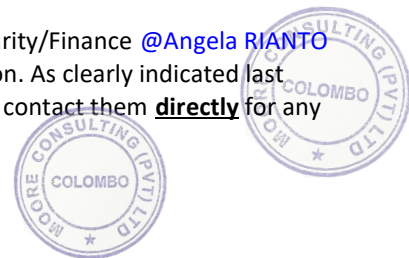 arity/Finance @Angela RIANTO
on. As clearly indicated last
contact them directly for any
MOORE CONSULTING (PVT) LTD
COLOMBO
MOORE CONSULTING (PVT) LTD
COLOMBO